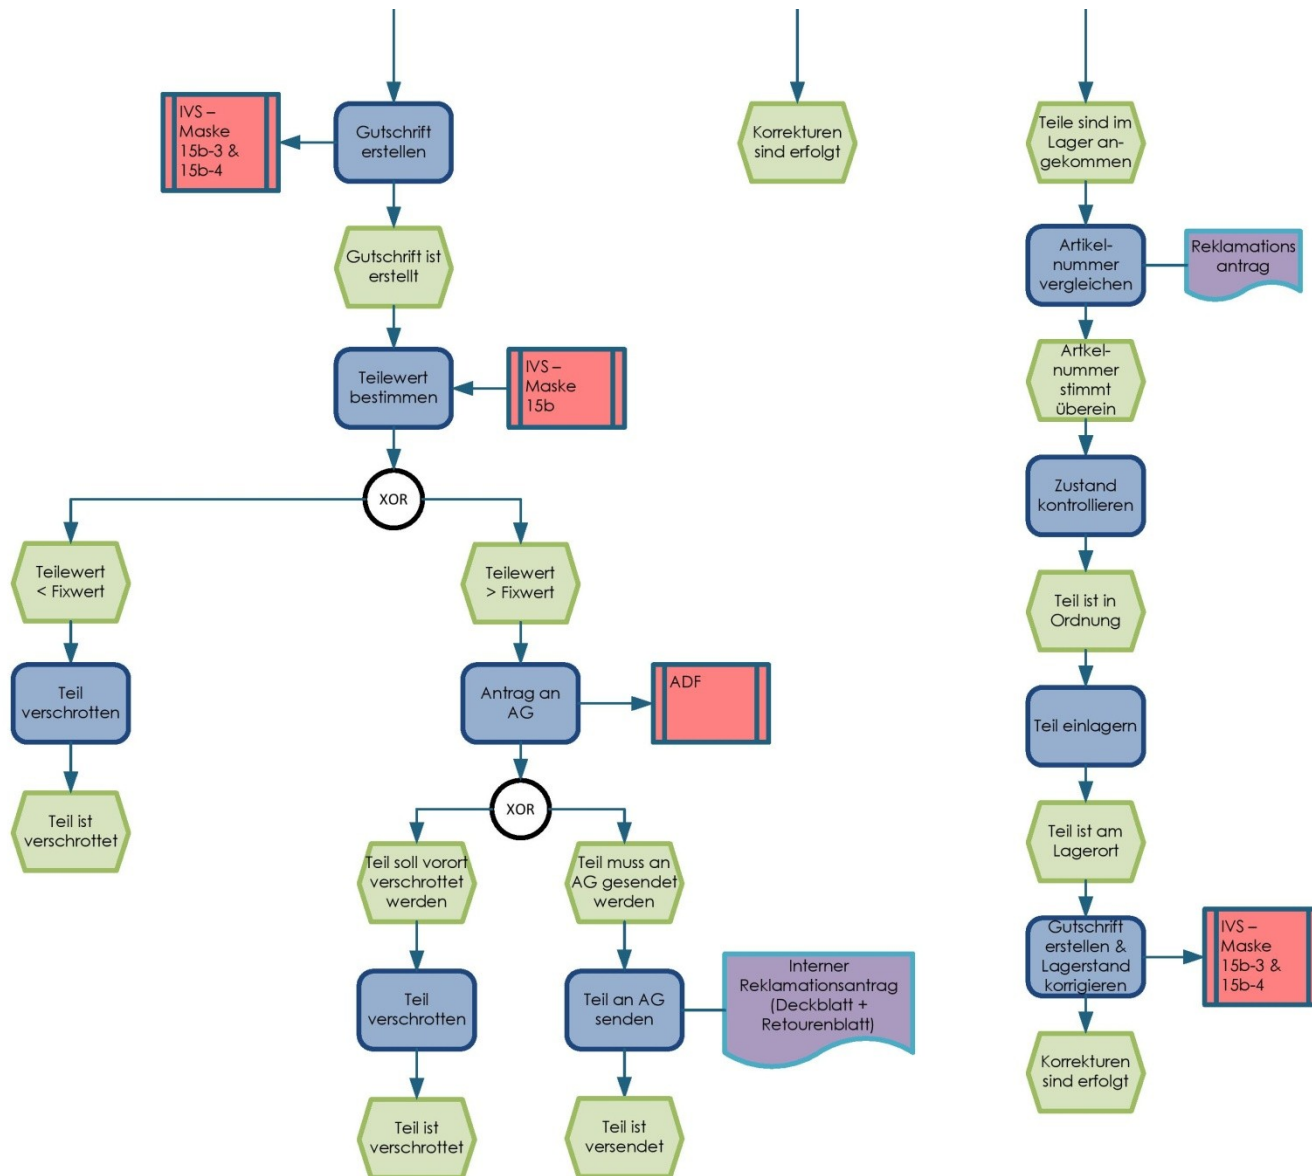 IVS –
Maske
15b-3 &
15b-4
Gutschrift
erstellen
Gutschrift ist
erstellt
Teilewert
bestimmen
IVS –
Maske
15b
XOR
Teilewert
< Fixwert
Teil
verschrotten
Teil ist
verschrottet
Teilewert
> Fixwert
Antrag an
AG
ADF
XOR
Teil soll vorort
verschrottet
werden
Teil
verschrotten
Teil ist
verschrottet
Teil muss an
AG gesendet
werden
Teil an AG
senden
Interner
Reklamationsantrag
(Deckblatt +
Retourenblatt)
Teil ist
versendet
Korrekturen
sind erfolgt
Teile sind im
Lager an-
gekommen
Artikel-
nummer
vergleichen
Reklamations
antrag
Artkel-
nummer
stimmt
überein
Zustand
kontrollieren
Teil ist in
Ordnung
Teil einlagern
Teil ist am
Lagerort
Gutschrift
erstellen &
Lagerstand
korrigieren
IVS –
Maske
15b-3 &
15b-4
Korrekturen
sind erfolgt